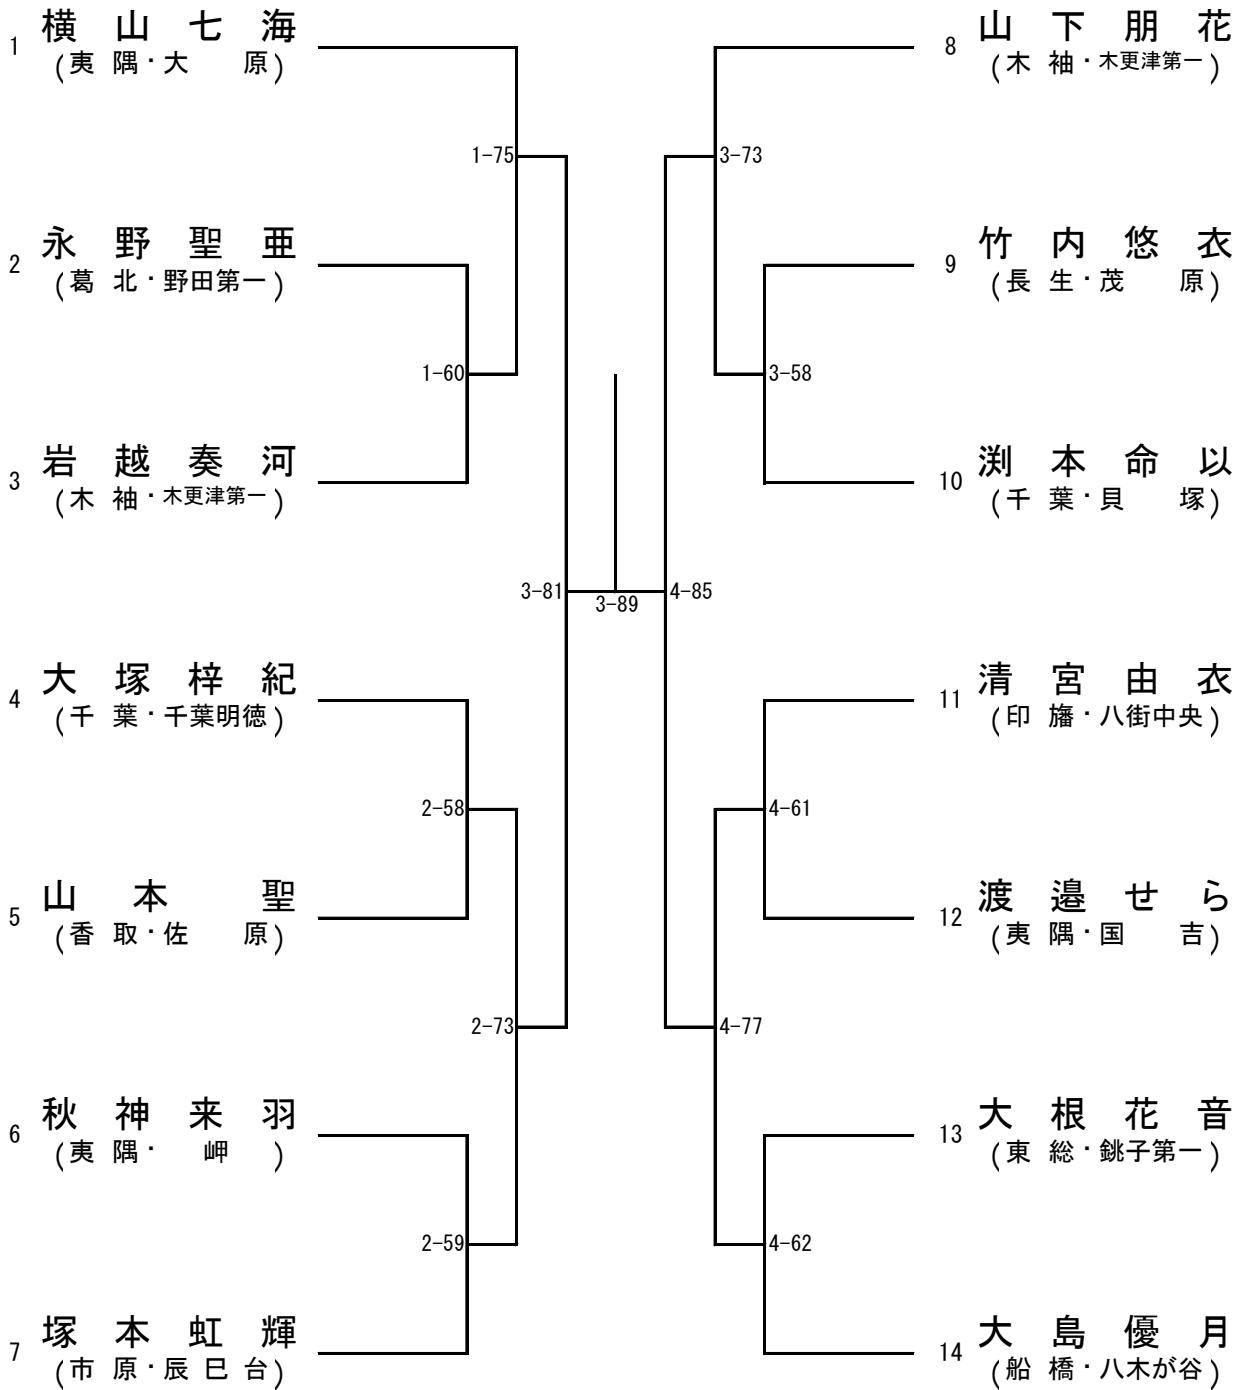 1 横山七海
(夷隅・大原)
1-75
2 永野聖亜
(葛北・野田第一)
1-60
3 岩越奏河
(木袖・木更津第一)
3-81
4 大塚梓紀
(千葉・千葉明徳)
2-58
5 山本聖
(香取・佐原)
2-73
6 秋神来羽
(夷隅・岬)
2-59
7 塚本虹輝
(市原・辰巳台)
3-89
8 山下朋花
(木袖・木更津第一)
3-73
9 竹内悠衣
(長生・茂原)
3-58
10 渕本命以
(千葉・貝塚)
4-85
11 清宮由衣
(印旛・八街中央)
4-61
12 渡邉せら
(夷隅・国吉)
4-77
13 大根花音
(東総・銚子第一)
4-62
14 大島優月
(船橋・八木が谷)